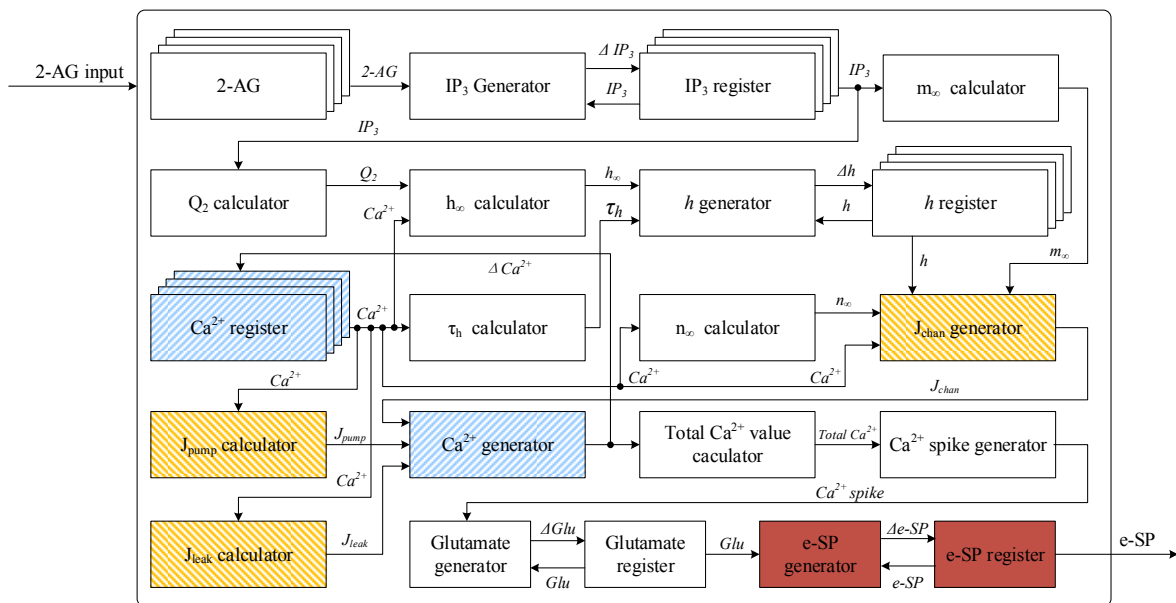 2-AG input
2-AG
2-AG
IP3 Generator
Δ IP3
IP3
IP3 register
IP3
m∞ calculator
IP3
Q2 calculator
Q2
Ca2+
h∞ calculator
h∞
τh
h generator
Δh
h
h register
h
m∞
Δ Ca2+
Ca2+ register
Ca2+
τh calculator
n∞ calculator
n∞
Jchan generator
Ca2+
Ca2+
Ca2+
Jchan
Jpump calculator
Jpump
Ca2+ generator
Total Ca2+ value
caculator
Total Ca2+
Ca2+ spike generator
Ca2+
Ca2+ spike
Jleak calculator
Jleak
Glutamate
generator
ΔGlu
Glu
Glutamate
register
Glu
e-SP
generator
Δe-SP
e-SP
e-SP register
e-SP